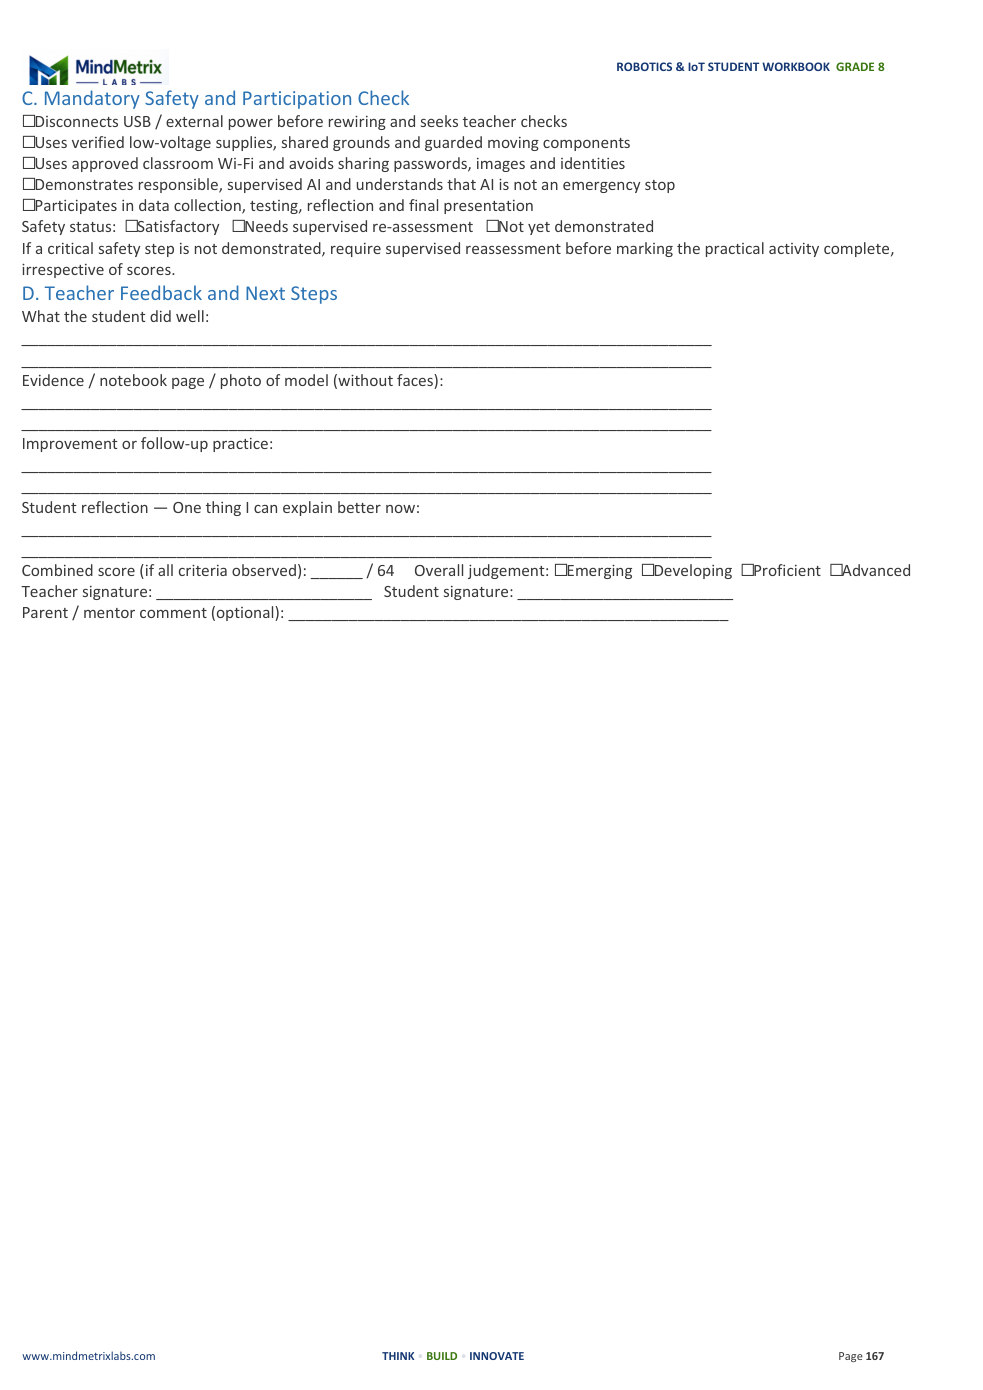 MindMetrix
LABS
ROBOTICS & IoT STUDENT WORKBOOK GRADE 8
C. Mandatory Safety and Participation Check
☐Disconnects USB / external power before rewiring and seeks teacher checks
☐Uses verified low-voltage supplies, shared grounds and guarded moving components
☐Uses approved classroom Wi-Fi and avoids sharing passwords, images and identities
☐Demonstrates responsible, supervised AI and understands that AI is not an emergency stop
☐Participates in data collection, testing, reflection and final presentation
Safety status: ☐Satisfactory ☐Needs supervised re-assessment ☐Not yet demonstrated
If a critical safety step is not demonstrated, require supervised reassessment before marking the practical activity complete,
irrespective of scores.
D. Teacher Feedback and Next Steps
What the student did well:
Evidence / notebook page / photo of model (without faces):
Improvement or follow-up practice:
Student reflection — One thing I can explain better now:
Combined score (if all criteria observed): ______ / 64 Overall judgement: ☐Emerging ☐Developing ☐Proficient ☐Advanced
Teacher signature: _________________________ Student signature: _________________________
Parent / mentor comment (optional): ___________________________________________________
www.mindmetrixlabs.com
THINK • BUILD • INNOVATE
Page 167